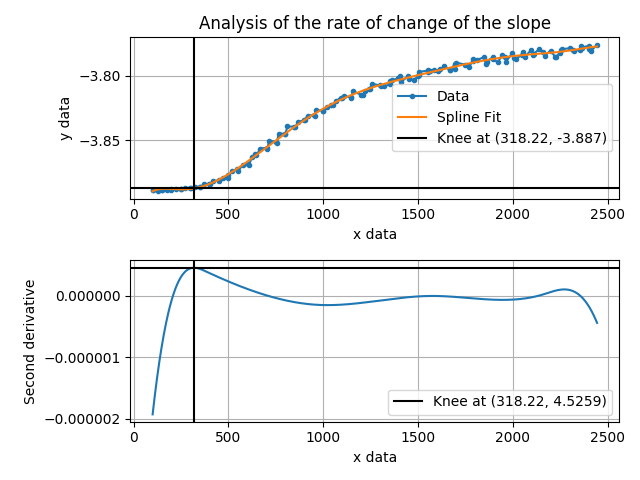 Analysis of the rate of change of the slope
−3.80
−3.85
y data
Data
Spline Fit
Knee at (318.22, -3.887)
0 500 1000 1500 2000 2500
x data
0.000000
−0.000001
−0.000002
Second derivative
Knee at (318.22, 4.5259)
0 500 1000 1500 2000 2500
x data